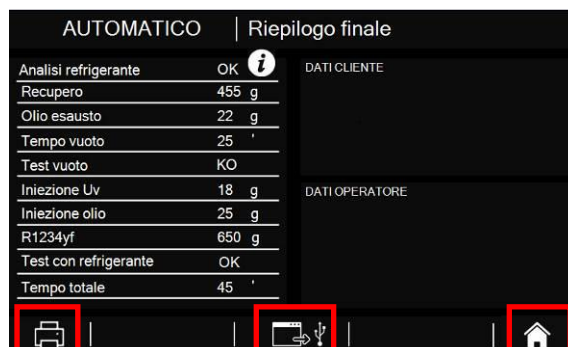 AUTOMATICO Riepilogo finale
Analisi refrigerante OK i
Recupero 455 g
Olio esausto 22 g
Tempo vuoto 25 '
Test vuoto KO
Iniezione Uv 18 g
Iniezione olio 25 g
R1234yf 650 g
Test con refrigerante OK
Tempo totale 45 '
DATI CLIENTE
DATI OPERATORE